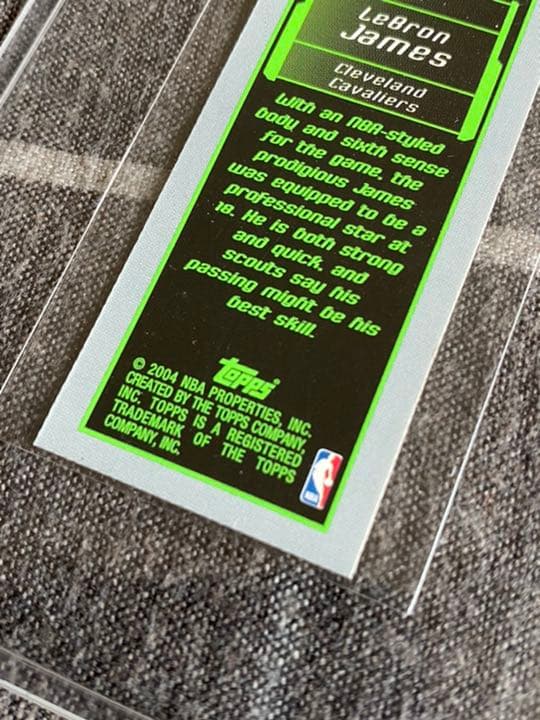 LeBron
James
Cleveland
Cavaliers
With an NBA-styled
body and sixth sense
for the game, the
prodigious James
was equipped to be a
professional star at
18. He is both strong
and quick, and
scouts say his
passing might be his
best skill.
Topps
© 2004 NBA PROPERTIES, INC.
CREATED BY THE TOPPS COMPANY,
INC. TOPPS IS A REGISTERED
TRADEMARK OF THE TOPPS
COMPANY, INC.
NBA